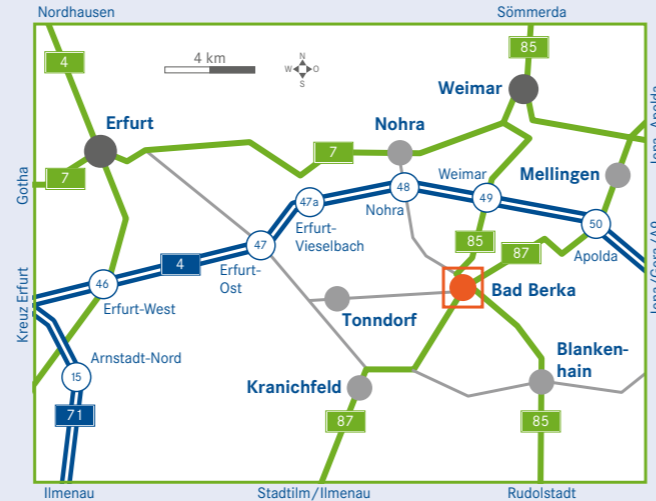 Nordhausen
Sömmerda
4
4 km
N
W O
S
85
Weimar
Erfurt
Nohra
7
Jena, Apolda
Gotha
7
Weimar
Mellingen
48
Nohra
49
47a
Erfurt-
Vieselbach
50
Apolda
85
87
47
Erfurt-
Ost
4
46
Erfurt-West
Kreuz Erfurt
Bad Berka
Jena/Gera/A9
Tonndorf
Arnstadt-Nord
15
71
Kranichfeld
87
Blanken-
hain
85
Ilmenau
Stadtilm/Ilmenau
Rudolstadt